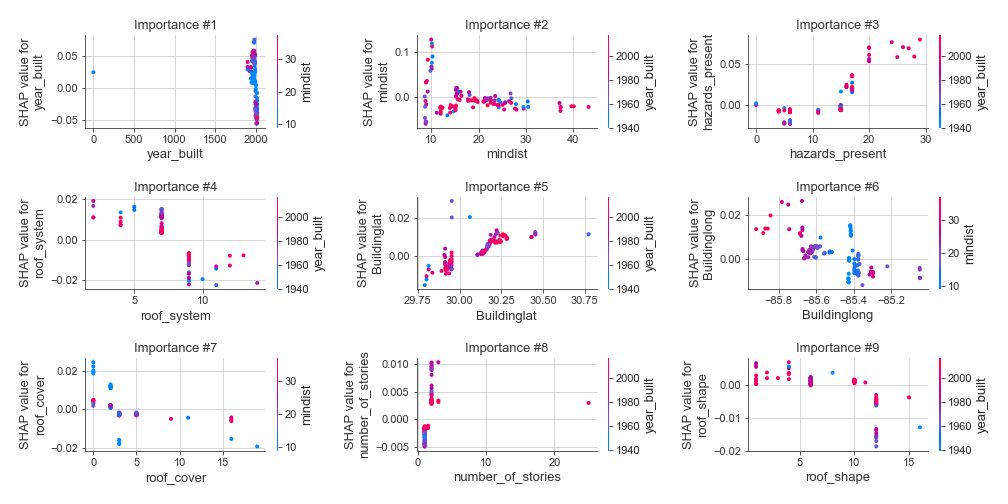 Importance #1
SHAP value for
year_built
0.05
0.00
−0.05
0
500
1000
1500
2000
year_built
30
20
10
mindist
Importance #2
SHAP value for
mindist
0.1
0.0
10
20
30
40
mindist
2000
1980
1960
1940
year_built
Importance #3
SHAP value for
hazards_present
0.05
0.00
0
10
20
30
hazards_present
2000
1980
1960
1940
year_built
Importance #4
SHAP value for
roof_system
0.02
0.00
−0.02
5
10
roof_system
2000
1980
1960
1940
year_built
Importance #5
SHAP value for
Buildinglat
0.02
0.00
29.75
30.00
30.25
30.50
30.75
Buildinglat
2000
1980
1960
1940
year_built
Importance #6
SHAP value for
Buildinglong
0.02
0.01
0.00
−85.8
−85.6
−85.4
−85.2
Buildinglong
30
20
10
mindist
Importance #7
SHAP value for
roof_cover
0.02
0.00
−0.02
0
5
10
15
roof_cover
30
20
10
mindist
Importance #8
SHAP value for
number_of_stories
0.010
0.005
0.000
−0.005
0
10
20
number_of_stories
2000
1980
1960
1940
year_built
Importance #9
SHAP value for
roof_shape
0.00
−0.01
−0.02
5
10
15
roof_shape
2000
1980
1960
1940
year_built